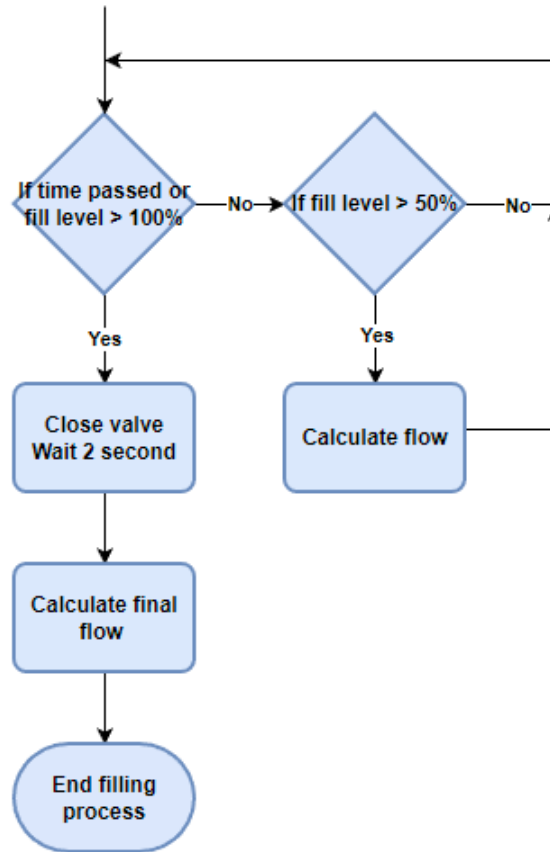 If time passed or
fill level > 100%
No
If fill level > 50%
No
Yes
Yes
Close valve
Wait 2 second
Calculate flow
Calculate final
flow
End filling
process